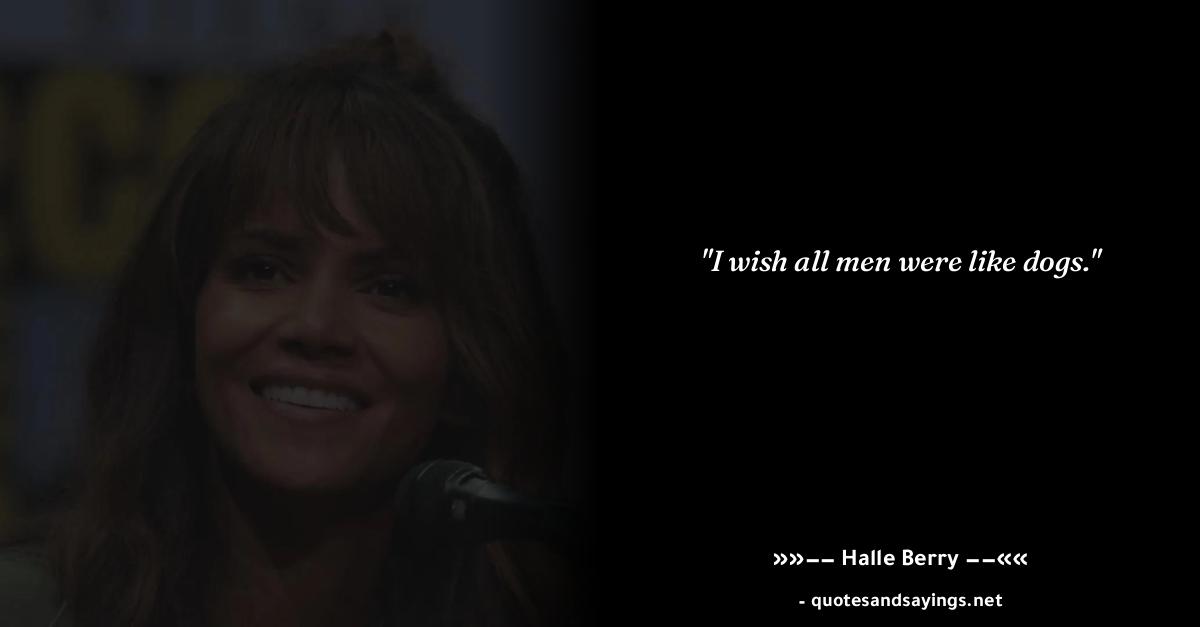 "I wish all men were like dogs."
»»−− Halle Berry −−««
- quotesandsayings.net